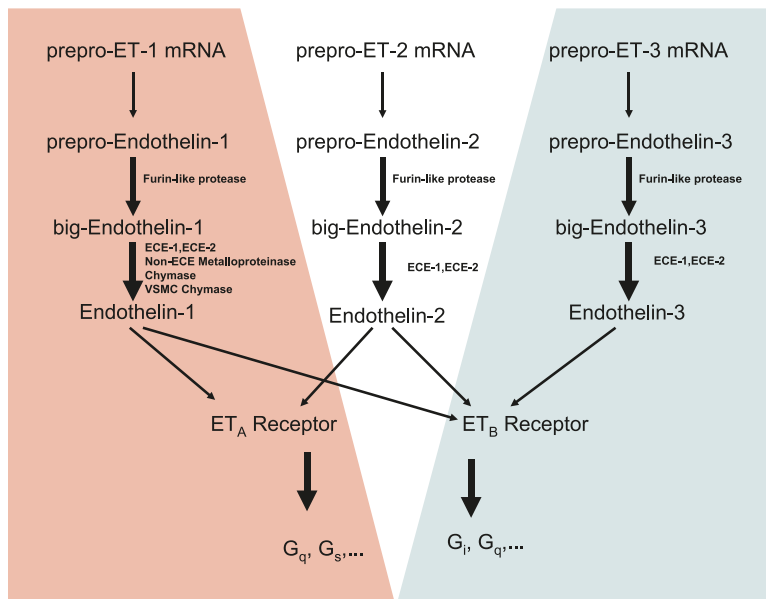 prepro-ET-1 mRNA
prepro-ET-2 mRNA
prepro-ET-3 mRNA
prepro-Endothelin-1
prepro-Endothelin-2
prepro-Endothelin-3
Furin-like protease
Furin-like protease
Furin-like protease
big-Endothelin-1
big-Endothelin-2
big-Endothelin-3
ECE-1,ECE-2
Non-ECE Metalloproteinase
Chymase
VSMC Chymase
ECE-1,ECE-2
ECE-1,ECE-2
Endothelin-1
Endothelin-2
Endothelin-3
ETA Receptor
ETB Receptor
Gq, Gs,...
Gi, Gq,...